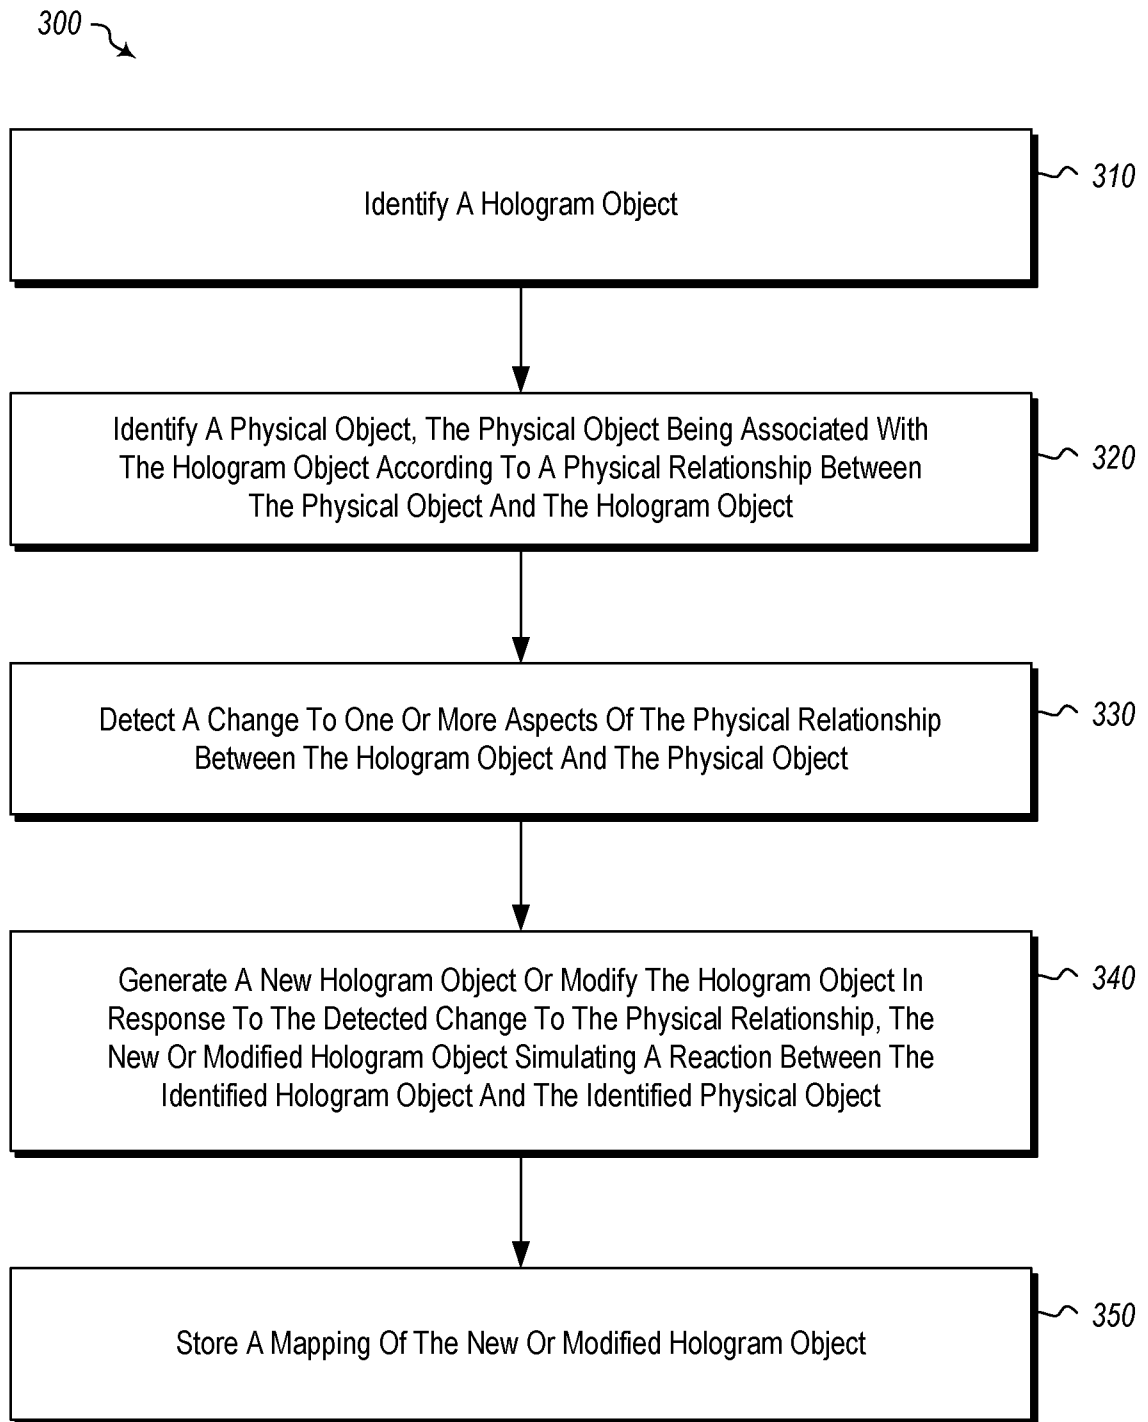 300
Identify A Hologram Object
310
Identify A Physical Object, The Physical Object Being Associated With
The Hologram Object According To A Physical Relationship Between
The Physical Object And The Hologram Object
320
Detect A Change To One Or More Aspects Of The Physical Relationship
Between The Hologram Object And The Physical Object
330
Generate A New Hologram Object Or Modify The Hologram Object In
Response To The Detected Change To The Physical Relationship, The
New Or Modified Hologram Object Simulating A Reaction Between The
Identified Hologram Object And The Identified Physical Object
340
Store A Mapping Of The New Or Modified Hologram Object
350